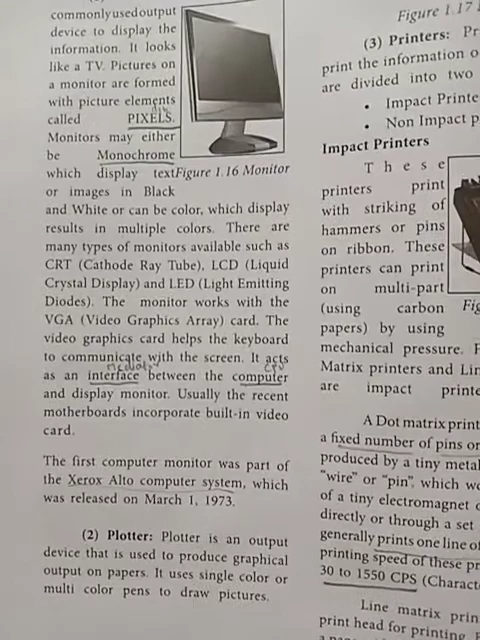 commonly used output
device to display the
information. It looks
like a TV. Pictures on
a monitor are formed
with picture elements
called PIXELS.
Monitors may either
be Monochrome
which display text
or images in Black
Figure 1.16 Monitor
and White or can be color, which display
results in multiple colors. There are
many types of monitors available such as
CRT (Cathode Ray Tube), LCD (Liquid
Crystal Display) and LED (Light Emitting
Diodes). The monitor works with the
VGA (Video Graphics Array) card. The
video graphics card helps the keyboard
to communicate with the screen. It acts
as an interface between the computer
and display monitor. Usually the recent
motherboards incorporate built-in video
card.
The first computer monitor was part of
the Xerox Alto computer system, which
was released on March 1, 1973.
(2) Plotter: Plotter is an output
device that is used to produce graphical
output on papers. It uses single color or
multi color pens to draw pictures.
Figure 1.17
(3) Printers:
print the information
are divided into two
• Impact
• Non Impact
Impact Printers
These
printers print
with striking of
hammers or pins
on ribbon. These
printers can print
on multi-part
(using carbon
papers) by using
mechanical pressure.
Matrix printers and
are impact
A Dot matrix
a fixed number of pins or
produced by a tiny
"wire" or "pin", which
of a tiny electromagnet
directly or through a set
generally prints one line of
printing speed of these
30 to 1550 CPS
Line matrix
print head for printing.